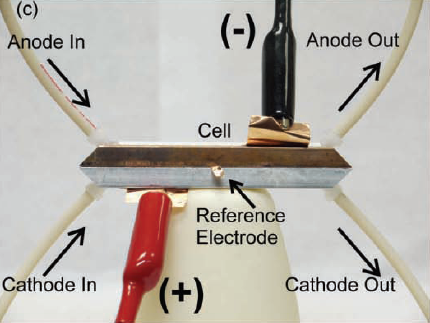 (c)
Anode In
(-)
Anode Out
Cell
Reference
Electrode
Cathode In
(+)
Cathode Out